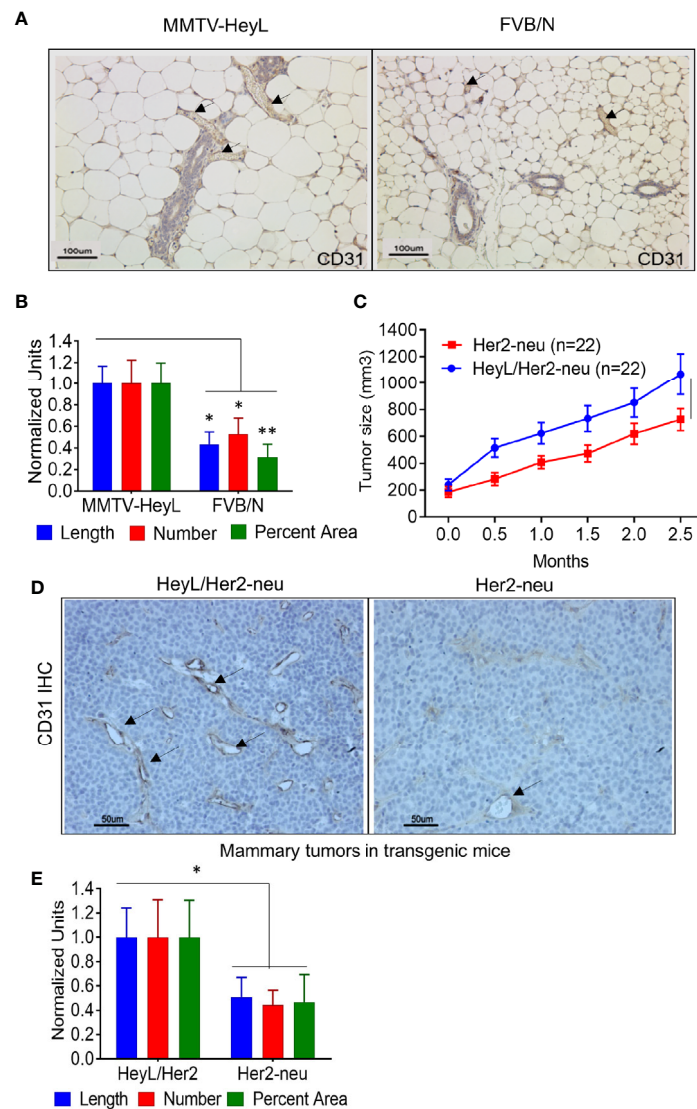 A
MMTV-HeyL FVB/N
100um CD31 100um CD31
B
Normalized Units
1.4
1.2
1.0
0.8
0.6
0.4
0.2
0.0
* * **
MMTV-HeyL FVB/N
Length Number Percent Area
C
Tumor size (mm3)
1400
1200
1000
800
600
400
200
0
Her2-neu (n=22)
HeyL/Her2-neu (n=22)
0.0 0.5 1.0 1.5 2.0 2.5
Months
D
HeyL/Her2-neu Her2-neu
CD31 IHC
50um 50um
Mammary tumors in transgenic mice
E
Normalized Units
1.4
1.2
1.0
0.8
0.6
0.4
0.2
0.0
*
HeyL/Her2 Her2-neu
Length Number Percent Area